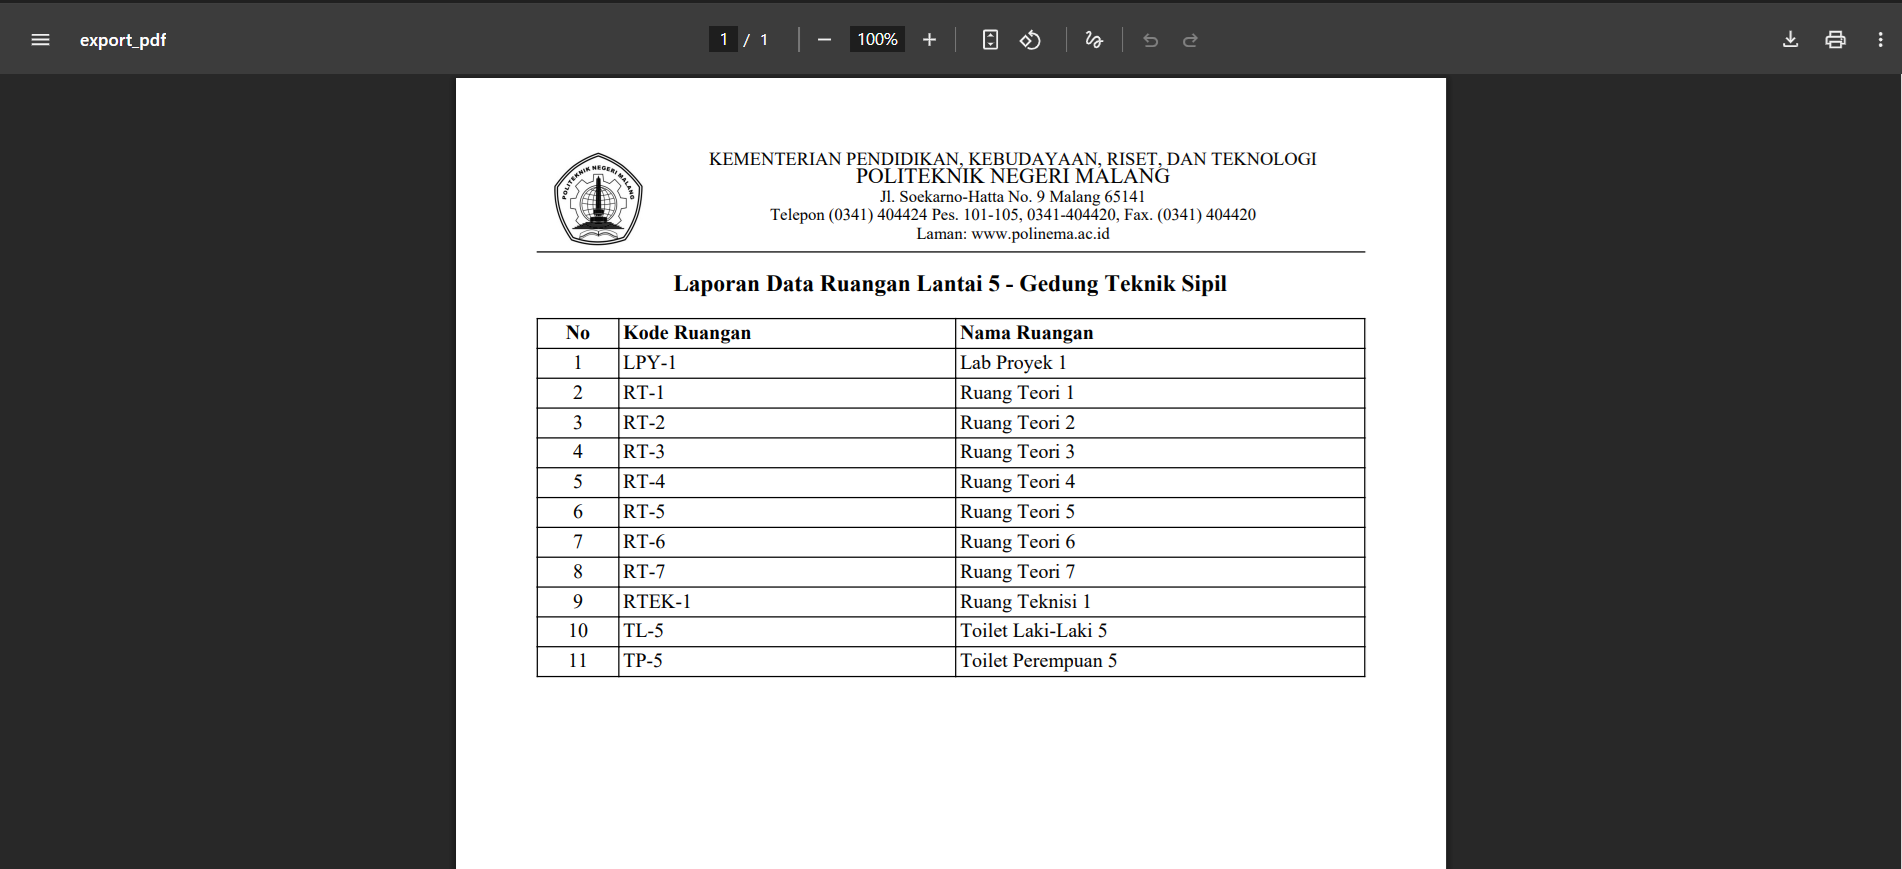 export_pdf
1 / 1
100%
POLITEKNIK NEGERI MALANG
KEMENTERIAN PENDIDIKAN, KEBUDAYAAN, RISET, DAN TEKNOLOGI
POLITEKNIK NEGERI MALANG
Jl. Soekarno-Hatta No. 9 Malang 65141
Telepon (0341) 404424 Pes. 101-105, 0341-404420, Fax. (0341) 404420
Laman: www.polinema.ac.id
Laporan Data Ruangan Lantai 5 - Gedung Teknik Sipil
No Kode Ruangan Nama Ruangan
1 LPY-1 Lab Proyek 1
2 RT-1 Ruang Teori 1
3 RT-2 Ruang Teori 2
4 RT-3 Ruang Teori 3
5 RT-4 Ruang Teori 4
6 RT-5 Ruang Teori 5
7 RT-6 Ruang Teori 6
8 RT-7 Ruang Teori 7
9 RTEK-1 Ruang Teknisi 1
10 TL-5 Toilet Laki-Laki 5
11 TP-5 Toilet Perempuan 5